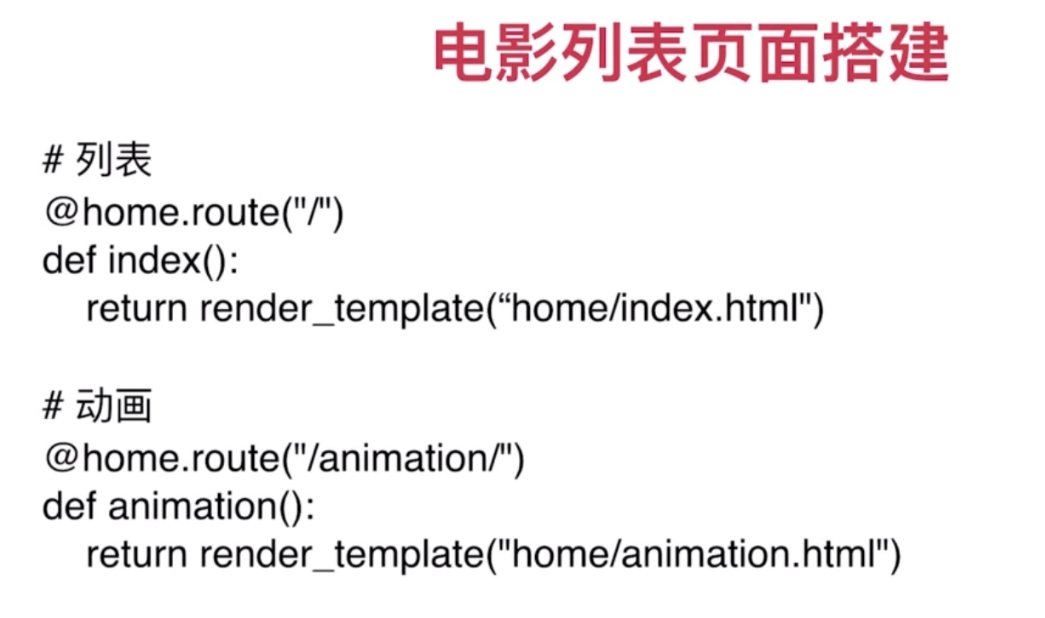 电影列表页面搭建
# 列表
@home.route("/")
def index():
    return render_template(“home/index.html")
# 动画
@home.route("/animation/")
def animation():
    return render_template("home/animation.html")